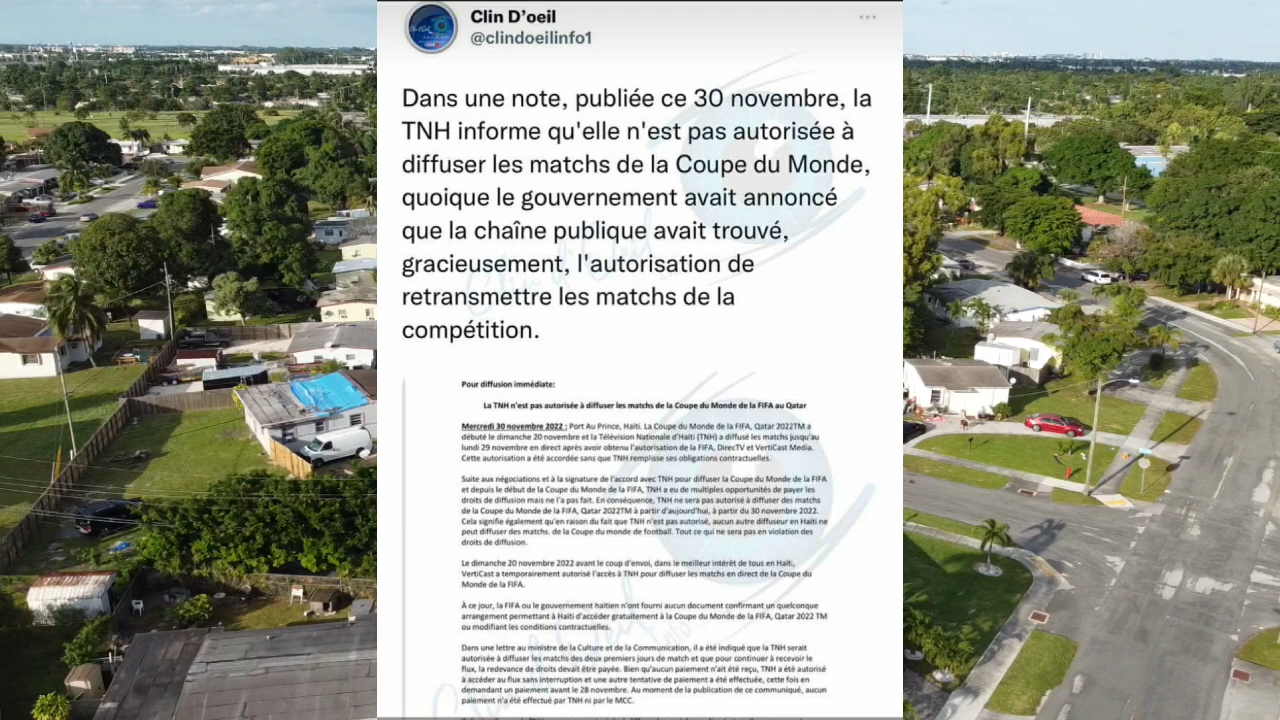 Clin D’oeil
@clindoeilinfo1
Dans une note, publiée ce 30 novembre, la
TNH informe qu'elle n'est pas autorisée à
diffuser les matchs de la Coupe du Monde,
quoique le gouvernement avait annoncé
que la chaîne publique avait trouvé,
gracieusement, l'autorisation de
retransmettre les matchs de la
compétition.
Pour diffusion immédiate:
La TNH n'est pas autorisée à diffuser les matchs de la Coupe du Monde de la FIFA au Qatar
Mercredi 30 novembre 2022 : Port Au Prince, Haïti. La Coupe du Monde de la FIFA, Qatar 2022TM a
débuté le dimanche 20 novembre et la Télévision Nationale d'Haïti (TNH) a diffusé les matchs jusqu'au
lundi 29 novembre en direct après avoir obtenu l'autorisation de la FIFA, DirecTV et VertiCast Media.
Cette autorisation a été accordée sans que TNH remplisse ses obligations contractuelles.
Suite aux négociations et à la signature de l'accord avec TNH pour diffuser la Coupe du Monde de la FIFA
et depuis le début de la Coupe du Monde de la FIFA, TNH a eu de multiples opportunités de payer les
droits de diffusion mais ne l'a pas fait. En conséquence, TNH ne sera pas autorisé à diffuser des matchs
de la Coupe du Monde de la FIFA, Qatar 2022TM à partir d'aujourd'hui, à partir du 30 novembre 2022.
Cela signifie également qu'en raison du fait que TNH n'est pas autorisé, aucun autre diffuseur en Haïti ne
peut diffuser des matchs. de la Coupe du monde de football. Tout ce qui ne sera pas en violation des
droits de diffusion.
Le dimanche 20 novembre 2022 avant le coup d'envoi, dans le meilleur intérêt de tous en Haïti,
VertiCast a temporairement autorisé l'accès à TNH pour diffuser les matchs en direct de la Coupe du
Monde de la FIFA.
À ce jour, la FIFA ou le gouvernement haïtien n'ont fourni aucun document confirmant un quelconque
arrangement permettant à Haïti d'accéder gratuitement à la Coupe du Monde de la FIFA, Qatar 2022 TM
ou modifiant les conditions contractuelles.
Dans une lettre au ministre de la Culture et de la Communication, il a été indiqué que la TNH serait
autorisée à diffuser les matchs des deux premiers jours de match et que pour continuer à recevoir le
flux, la redevance de droits devait être payée. Bien qu'aucun paiement n'ait été reçu, TNH a été autorisé
à accéder au flux sans interruption et une autre tentative de paiement a été effectuée, cette fois en
demandant un paiement avant le 28 novembre. Au moment de la publication de ce communiqué, aucun
paiement n'a été effectué par TNH ni par le MCC.